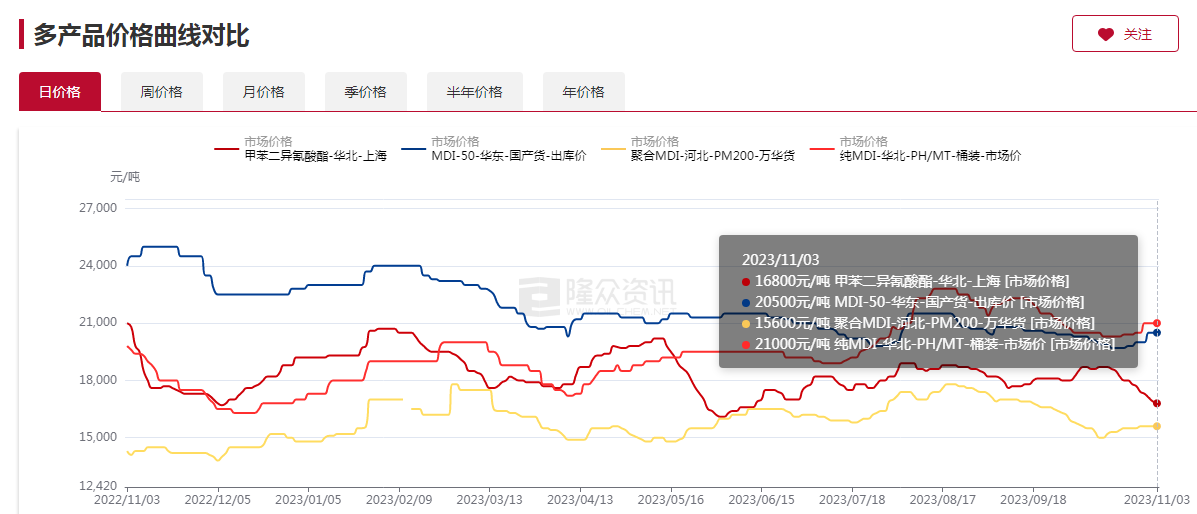 多产品价格曲线对比
关注
日价格 周价格 月价格 季价格 半年价格 年价格
市场价格 市场价格 市场价格 市场价格
甲苯二异氰酸酯-华北-上海 MDI-50-华东-国产货-出库价 聚合MDI-河北-PM200-万华货 纯MDI-华北-PH/MT-桶装-市场价
元/吨
27,000
24,000
21,000
18,000
15,000
12,420
隆众资讯
2023/11/03
16800元/吨 甲苯二异氰酸酯-华北-上海 [市场价格]
20500元/吨 MDI-50-华东-国产货-出库价 [市场价格]
15600元/吨 聚合MDI-河北-PM200-万华货 [市场价格]
21000元/吨 纯MDI-华北-PH/MT-桶装-市场价 [市场价格]
2022/11/03 2022/12/05 2023/01/05 2023/02/09 2023/03/13 2023/04/13 2023/05/16 2023/06/15 2023/07/18 2023/08/17 2023/09/18 2023/11/03